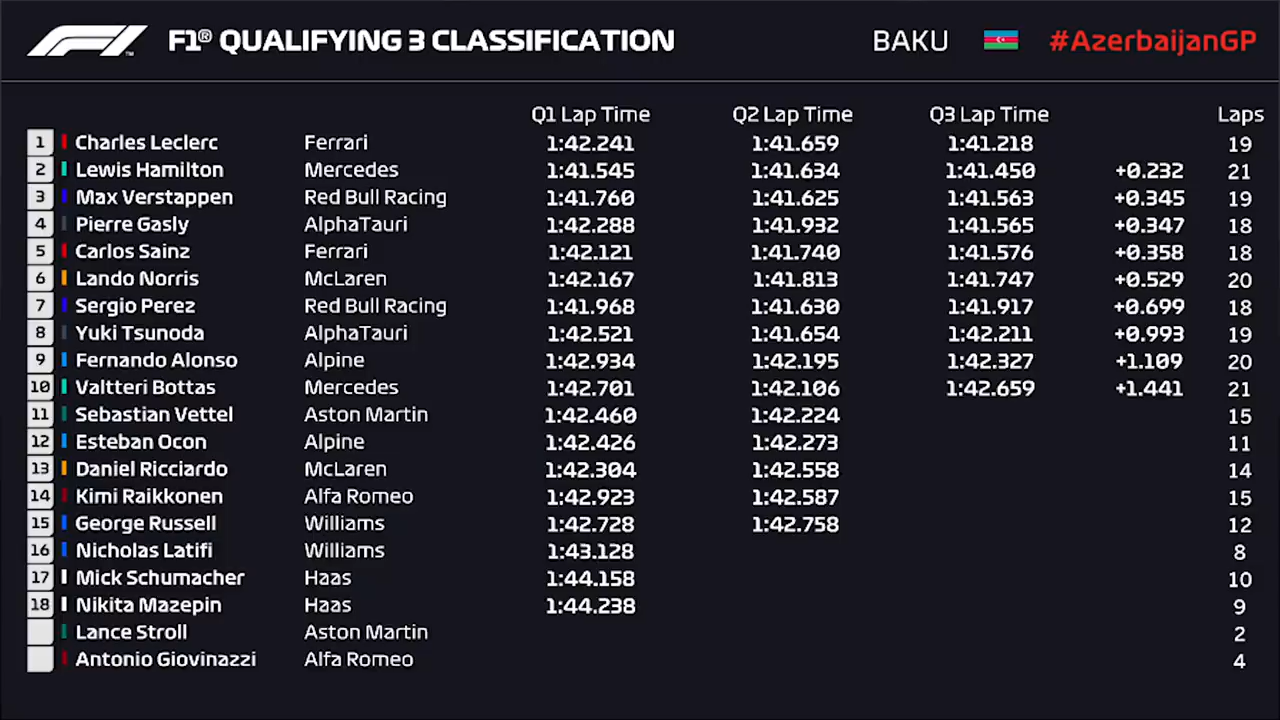 F1® QUALIFYING 3 CLASSIFICATION BAKU #AzerbaijanGP
Q1 Lap Time Q2 Lap Time Q3 Lap Time Laps
1 Charles Leclerc Ferrari 1:42.241 1:41.659 1:41.218 19
2 Lewis Hamilton Mercedes 1:41.545 1:41.634 1:41.450 +0.232 21
3 Max Verstappen Red Bull Racing 1:41.760 1:41.625 1:41.563 +0.345 19
4 Pierre Gasly AlphaTauri 1:42.288 1:41.932 1:41.565 +0.347 18
5 Carlos Sainz Ferrari 1:42.121 1:41.740 1:41.576 +0.358 18
6 Lando Norris McLaren 1:42.167 1:41.813 1:41.747 +0.529 20
7 Sergio Perez Red Bull Racing 1:41.968 1:41.630 1:41.917 +0.699 18
8 Yuki Tsunoda AlphaTauri 1:42.521 1:41.654 1:42.211 +0.993 19
9 Fernando Alonso Alpine 1:42.934 1:42.195 1:42.327 +1.109 20
10 Valtteri Bottas Mercedes 1:42.701 1:42.106 1:42.659 +1.441 21
11 Sebastian Vettel Aston Martin 1:42.460 1:42.224 15
12 Esteban Ocon Alpine 1:42.426 1:42.273 11
13 Daniel Ricciardo McLaren 1:42.304 1:42.558 14
14 Kimi Raikkonen Alfa Romeo 1:42.923 1:42.587 15
15 George Russell Williams 1:42.728 1:42.758 12
16 Nicholas Latifi Williams 1:43.128 8
17 Mick Schumacher Haas 1:44.158 10
18 Nikita Mazepin Haas 1:44.238 9
Lance Stroll Aston Martin 2
Antonio Giovinazzi Alfa Romeo 4